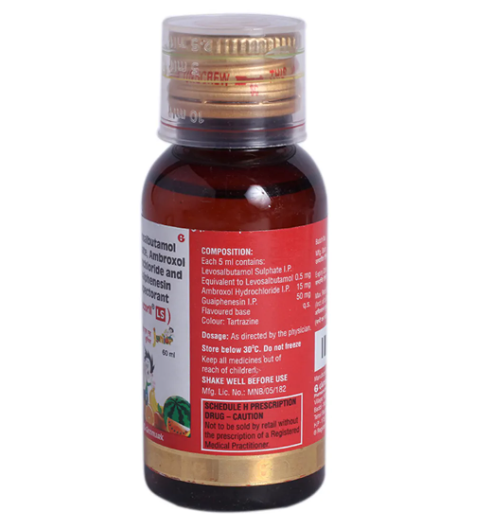 UNSCREW THIS
10 ml
Ambroxol
and
LS
60 ml
COMPOSITION:
Each 5 ml contains:
Levosalbutamol Sulphate I.P.
Equivalent to Levosalbutamol 0.5 mg
Ambroxol Hydrochloride I.P. 15 mg
Guaiphenesin I.P. 50 mg
Flavoured base q.s.
Colour: Tartrazine
Dosage: As directed by the physician.
Store below 30°C. Do not freeze
Keep all medicines out of
reach of children.
SHAKE WELL BEFORE USE
Mfg. Lic. No.: MNB/05/182
SCHEDULE H PRESCRIPTION
DRUG – CAUTION
Not to be sold by retail without
the prescription of a Registered
Medical Practitioner.